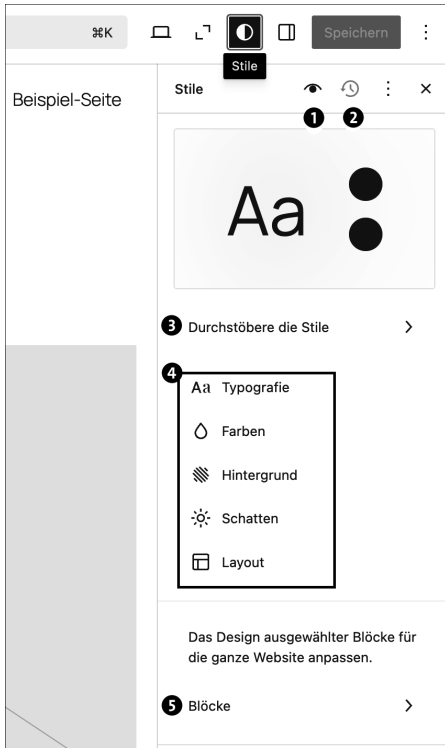 ⌘K
Speichern
Stile
Beispiel-Seite
Stile
1
2
Aa
3 Durchstöbere die Stile
4
Aa Typografie
Farben
Hintergrund
Schatten
Layout
Das Design ausgewählter Blöcke für
die ganze Website anpassen.
5 Blöcke